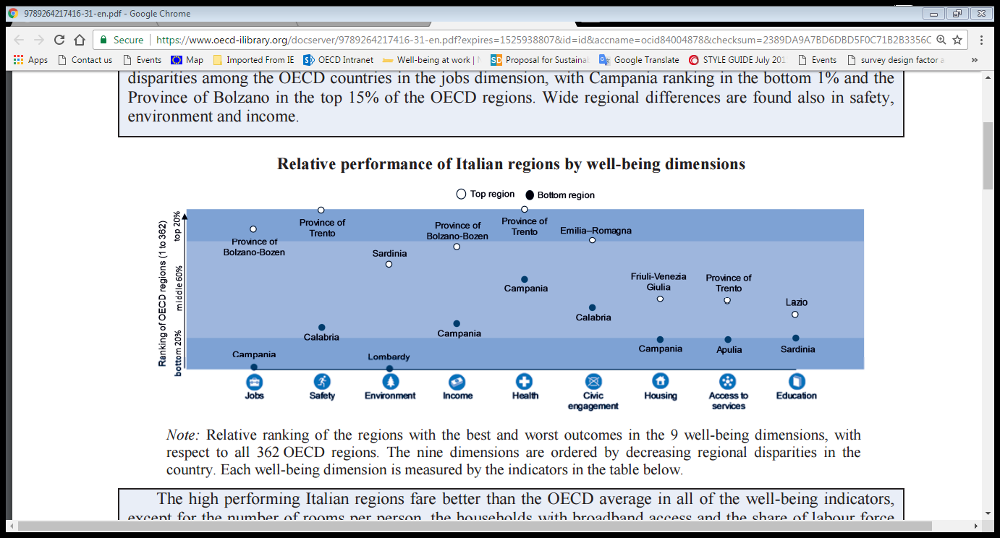 9789264217416-31-en.pdf - Google Chrome
Secure https://www.oecd-ilibrary.org/docserver/9789264217416-31-en.pdf?expires=1525938807&id=id&accname=ocid84004878&checksum=2389DA9A7BD6DBD5F0C71B2B3356C
Apps Contact us Events Map Imported From IE OECD Intranet Well-being at work | N Proposal for Sustainal Google Translate STYLE GUIDE July 201 Events survey design factor a »
disparities among the OECD countries in the jobs dimension, with Campania ranking in the bottom 1% and the
Province of Bolzano in the top 15% of the OECD regions. Wide regional differences are found also in safety,
environment and income.
Relative performance of Italian regions by well-being dimensions
Top region Bottom region
Ranking of OECD regions (1 to 362)
top 20%
middle 60%
bottom 20%
Province of
Bolzano-Bozen
Campania
Province of
Trento
Calabria
Sardinia
Lombardy
Province of
Bolzano-Bozen
Campania
Province of
Trento
Campania
Emilia–Romagna
Calabria
Friuli-Venezia
Giulia
Campania
Province of
Trento
Apulia
Lazio
Sardinia
Jobs
Safety
Environment
Income
Health
Civic
engagement
Housing
Access to
services
Education
Note: Relative ranking of the regions with the best and worst outcomes in the 9 well-being dimensions, with
respect to all 362 OECD regions. The nine dimensions are ordered by decreasing regional disparities in the
country. Each well-being dimension is measured by the indicators in the table below.
The high performing Italian regions fare better than the OECD average in all of the well-being indicators,
except for the number of rooms per person, the households with broadband access and the share of labour force